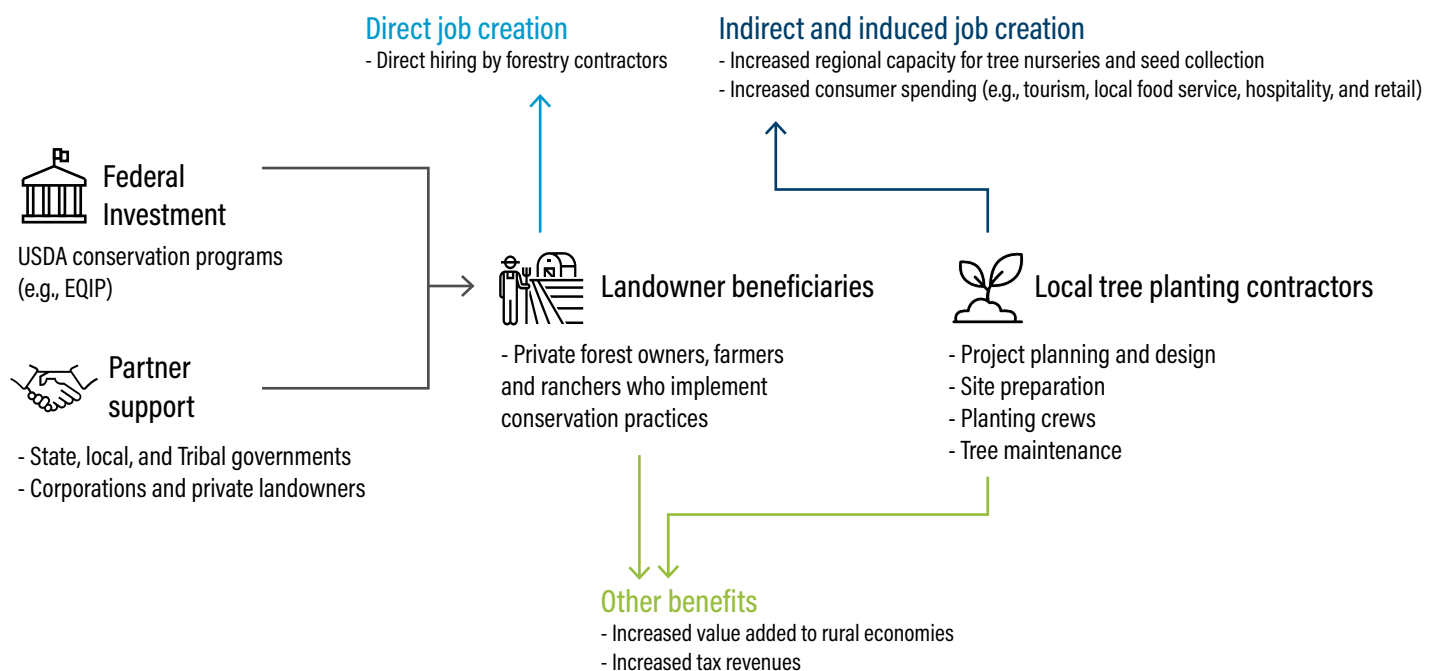 Direct job creation
- Direct hiring by forestry contractors
Indirect and induced job creation
- Increased regional capacity for tree nurseries and seed collection
- Increased consumer spending (e.g., tourism, local food service, hospitality, and retail)
Federal
Investment
USDA conservation programs
(e.g., EQIP)
Partner
support
- State, local, and Tribal governments
- Corporations and private landowners
Landowner beneficiaries
- Private forest owners, farmers
and ranchers who implement
conservation practices
Local tree planting contractors
- Project planning and design
- Site preparation
- Planting crews
- Tree maintenance
Other benefits
- Increased value added to rural economies
- Increased tax revenues